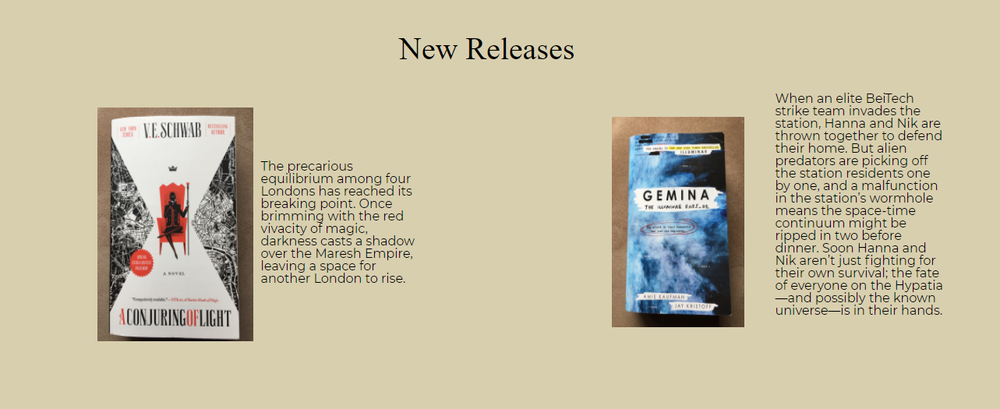 New Releases
NEW YORK
TIMES
V.E. SCHWAB
BESTSELLING
AUTHOR
A NOVEL
A CONJURING OF LIGHT
The precarious
equilibrium among four
Londons has reached its
breaking point. Once
brimming with the red
vivacity of magic,
darkness casts a shadow
over the Maresh Empire,
leaving a space for
another London to rise.
ILLUMINAE
GEMINA
THE ILLUMINAE FILES_02
AMIE KAUFMAN
JAY KRISTOFF
When an elite BeiTech
strike team invades the
station, Hanna and Nik are
thrown together to defend
their home. But alien
predators are picking off
the station residents one
by one, and a malfunction
in the station’s wormhole
means the space-time
continuum might be
ripped in two before
dinner. Soon Hanna and
Nik aren’t just fighting for
their own survival; the fate
of everyone on the Hypatia
—and possibly the known
universe—is in their hands.